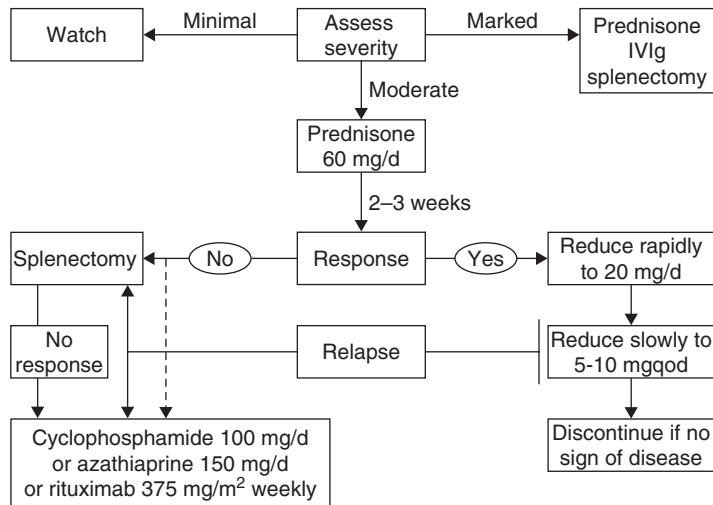 Watch
Minimal
Assess
severity
Marked
Prednisone
IVIg
splenectomy
Moderate
Prednisone
60 mg/d
2–3 weeks
Splenectomy
No
Response
Yes
Reduce rapidly
to 20 mg/d
No
response
Relapse
Reduce slowly to
5-10 mgqod
Cyclophosphamide 100 mg/d
or azathiaprine 150 mg/d
or rituximab 375 mg/m² weekly
Discontinue if no
sign of disease